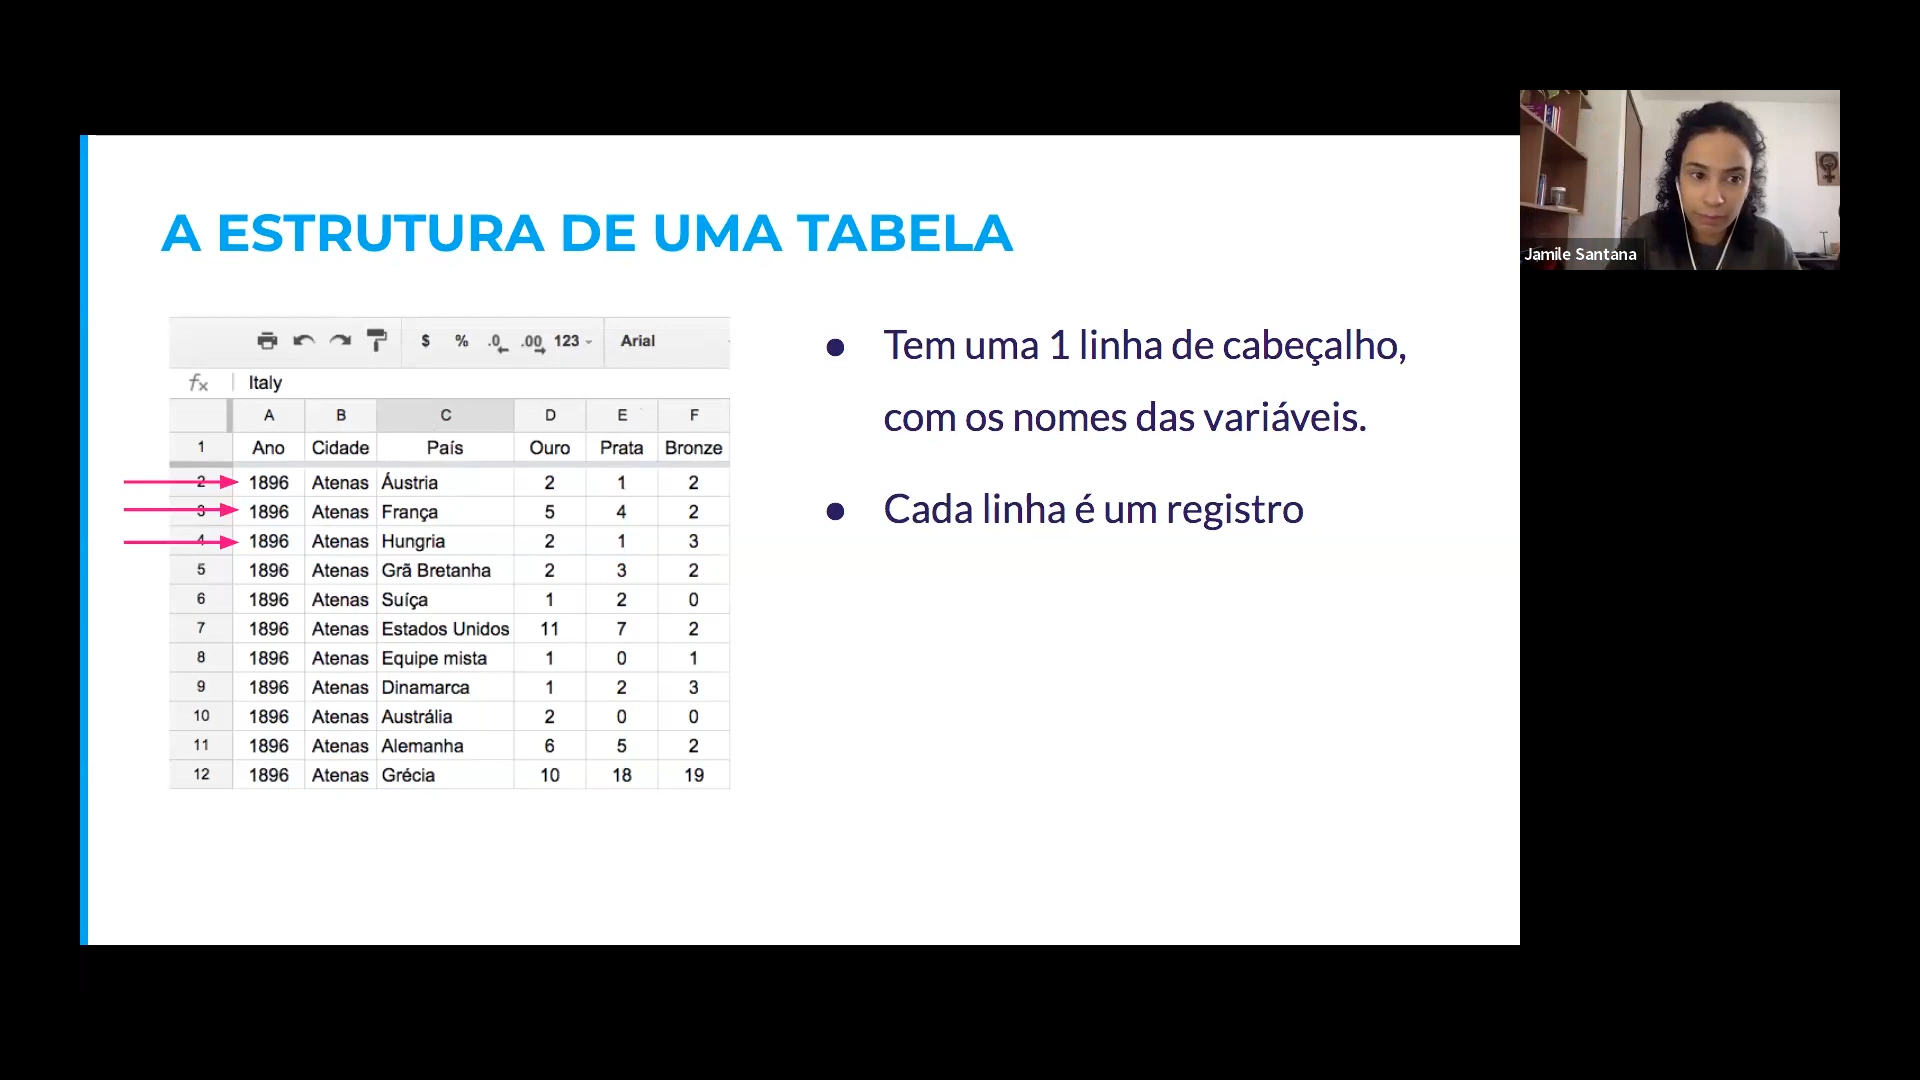 A ESTRUTURA DE UMA TABELA
$ % .0 .00 123 Arial
fx Italy
A B C D E F
1 Ano Cidade País Ouro Prata Bronze
2 1896 Atenas Áustria 2 1 2
3 1896 Atenas França 5 4 2
4 1896 Atenas Hungria 2 1 3
5 1896 Atenas Grã Bretanha 2 3 2
6 1896 Atenas Suíça 1 2 0
7 1896 Atenas Estados Unidos 11 7 2
8 1896 Atenas Equipe mista 1 0 1
9 1896 Atenas Dinamarca 1 2 3
10 1896 Atenas Austrália 2 0 0
11 1896 Atenas Alemanha 6 5 2
12 1896 Atenas Grécia 10 18 19
● Tem uma 1 linha de cabeçalho,
com os nomes das variáveis.
● Cada linha é um registro
Jamile Santana